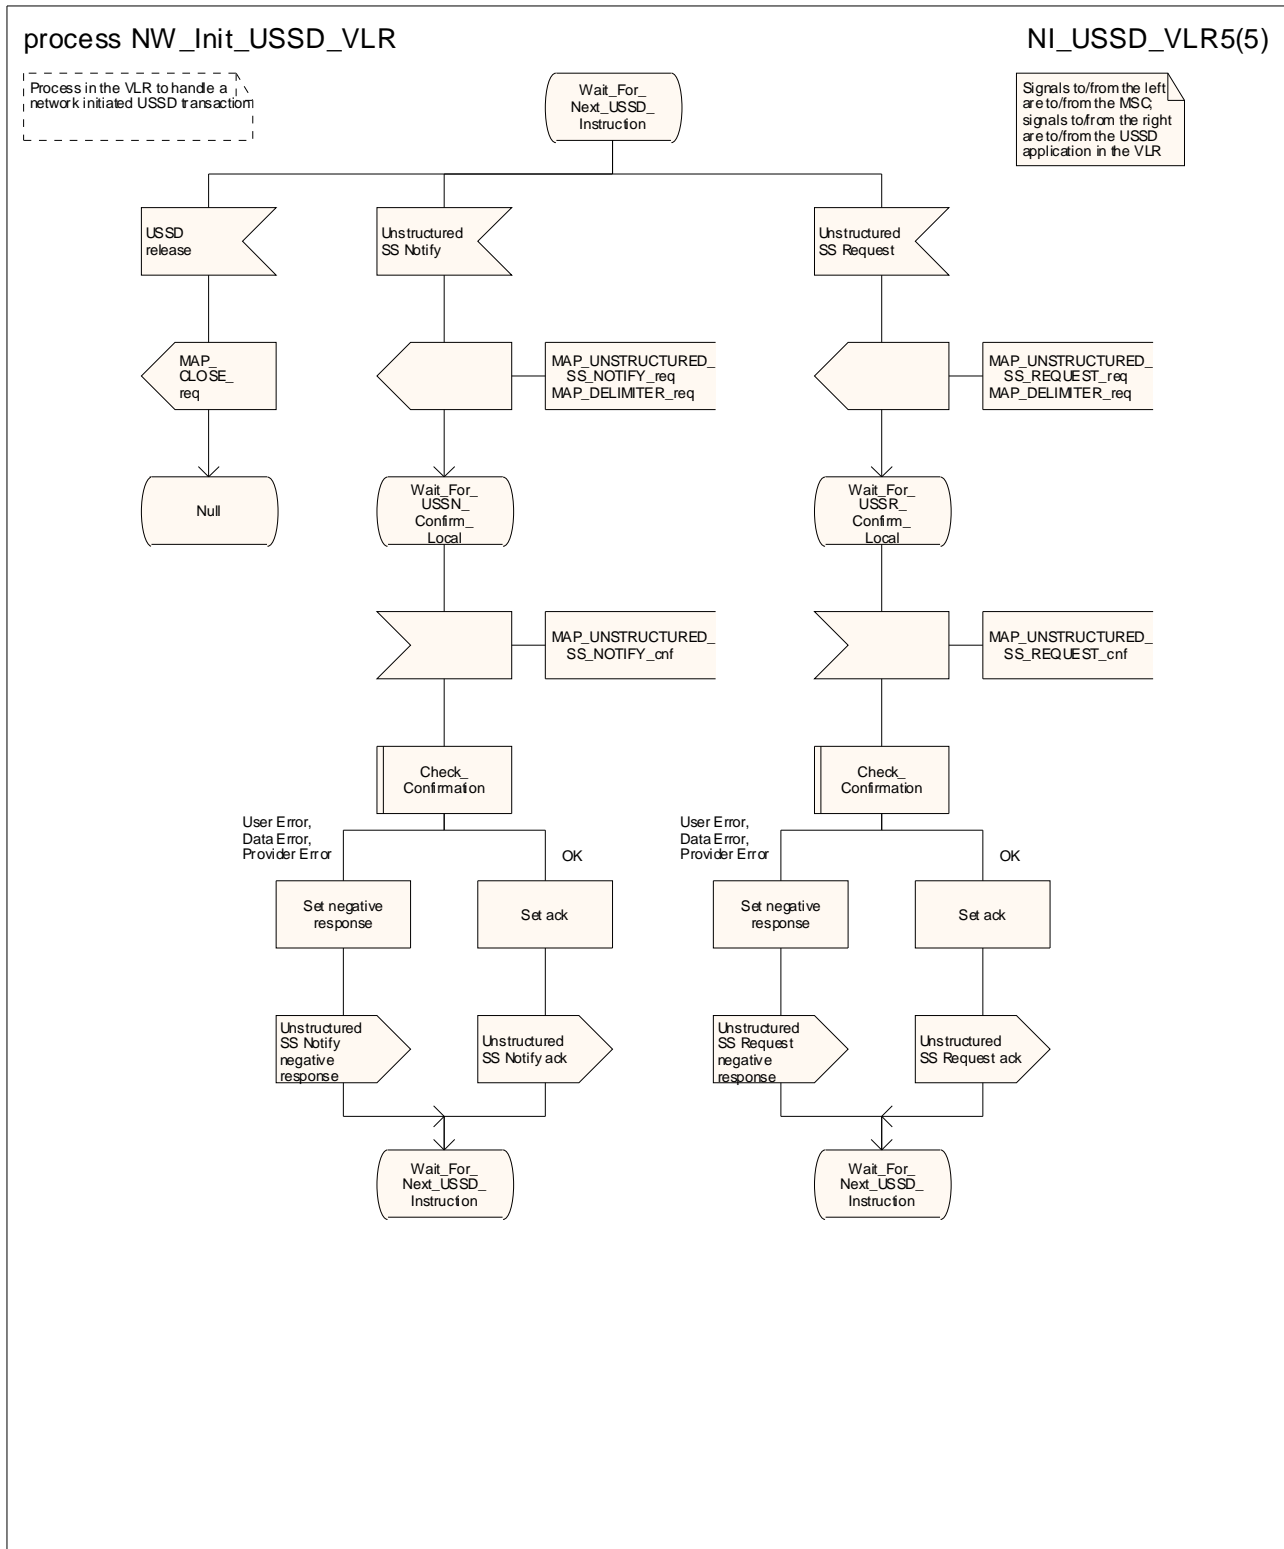 process NW_Init_USSD_VLR
NI_USSD_VLR5(5)
Process in the VLR to handle a
network initiated USSD transaction
Wait_For_
Next_USSD_
Instruction
Signals to/from the left
are to/from the MSC;
signals to/from the right
are to/from the USSD
application in the VLR
USSD
release
Unstructured
SS Notify
Unstructured
SS Request
MAP_
CLOSE_
req
MAP_UNSTRUCTURED_
SS_NOTIFY_req
MAP_DELIMITER_req
MAP_UNSTRUCTURED_
SS_REQUEST_req
MAP_DELIMITER_req
Null
Wait_For_
USSN_
Confirm_
Local
Wait_For_
USSR_
Confirm_
Local
MAP_UNSTRUCTURED_
SS_NOTIFY_cnf
MAP_UNSTRUCTURED_
SS_REQUEST_cnf
Check_
Confirmation
Check_
Confirmation
User Error,
Data Error,
Provider Error
OK
User Error,
Data Error,
Provider Error
OK
Set negative
response
Set ack
Set negative
response
Set ack
Unstructured
SS Notify
negative
response
Unstructured
SS Notify ack
Unstructured
SS Request
negative
response
Unstructured
SS Request ack
Wait_For_
Next_USSD_
Instruction
Wait_For_
Next_USSD_
Instruction